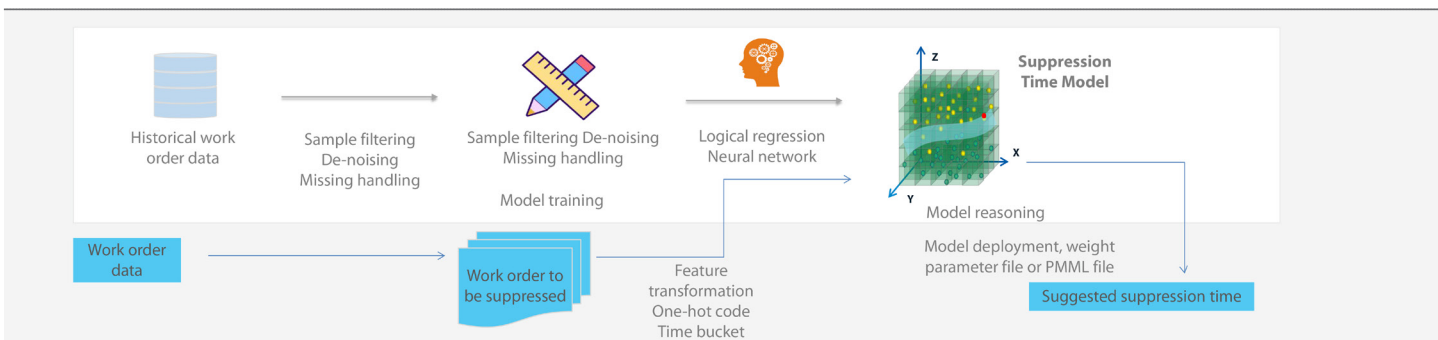 Z
Suppression
Time Model
Historical work
order data
Sample filtering
De-noising
Missing handling
Sample filtering De-noising
Missing handling
Model training
Logical regression
Neural network
X
Y
Model reasoning
Work order
data
Work order to
be suppressed
Feature
transformation
One-hot code
Time bucket
Model deployment, weight
parameter file or PMML file
Suggested suppression time